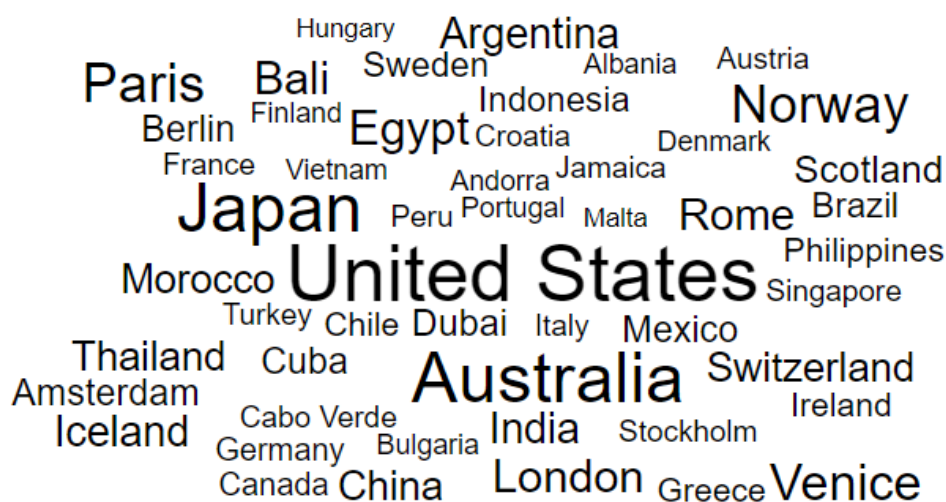 Hungary Argentina
Sweden Albania Austria
Paris Bali Indonesia Norway
Finland
Berlin Egypt Croatia Denmark
France Vietnam Andorra Jamaica Scotland
Japan Peru Portugal Malta Rome Brazil
Philippines
Morocco United States Singapore
Turkey Chile Dubai Italy Mexico
Thailand Cuba Australia Switzerland
Amsterdam Ireland
Iceland Cabo Verde India Stockholm
Germany Bulgaria
Canada China London Greece Venice